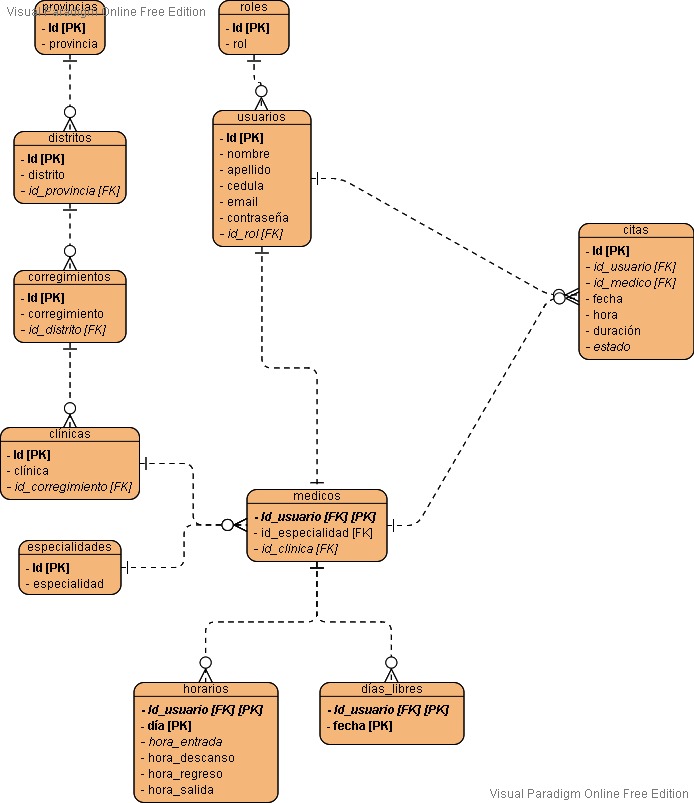 Visual Paradigm Online Free Edition
provincias
- Id [PK]
- provincia
roles
- Id [PK]
- rol
distritos
- Id [PK]
- distrito
- id_provincia [FK]
usuarios
- Id [PK]
- nombre
- apellido
- cedula
- email
- contraseña
- id_rol [FK]
citas
- Id [PK]
- id_usuario [FK]
- id_medico [FK]
- fecha
- hora
- duración
- estado
corregimientos
- Id [PK]
- corregimiento
- id_distrito [FK]
clínicas
- Id [PK]
- clínica
- id_corregimiento [FK]
medicos
- Id_usuario [FK] [PK]
- id_especialidad [FK]
- id_clinica [FK]
especialidades
- Id [PK]
- especialidad
horarios
- Id_usuario [FK] [PK]
- día [PK]
- hora_entrada
- hora_descanso
- hora_regreso
- hora_salida
días_libres
- Id_usuario [FK] [PK]
- fecha [PK]
Visual Paradigm Online Free Edition